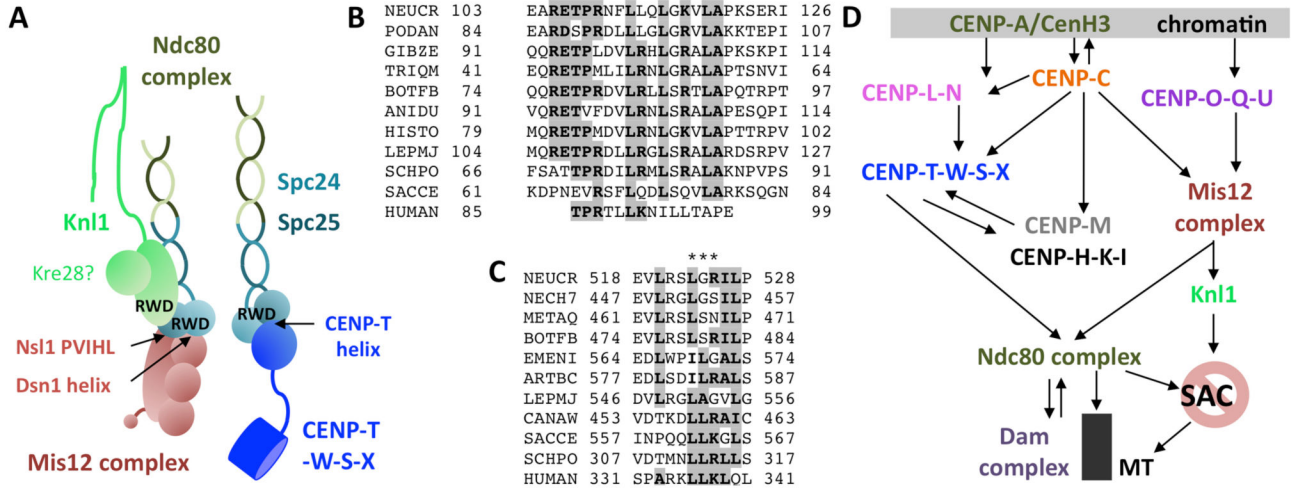 A
Ndc80
complex
Spc24
Spc25
Knl1
Kre28?
RWD
RWD
RWD
Nsl1 PVIHL
Dsn1 helix
CENP-T
helix
CENP-T
-W-S-X
Mis12 complex
B
NEUCR 103 EARETPRNFLLQLGKVLAPKSERI 126
PODAN 84 EARDSPRDLLLGLGRVLAKKTEPI 107
GIBZE 91 QQRETPLDVLRHLGRALAPKSKPI 114
TRIQM 41 EQRETPMLILRNLGRALAPTSNVI 64
BOTFB 74 QQRETPRDLLRNLSRTLAPQTRPT 97
ANIDU 91 VQRETVFDVLRNLGRALAPESQPI 114
HISTO 79 MQRETPMDVLRNLGKVLAPTTRPV 102
LEPMJ 104 MQRETPRDLLRGLSRALARDSRPV 127
SCHPO 66 FSATTPRDILRMLSRALAKNPVPS 91
SACCE 61 KDPNEVRSFLQDLSQVLARKSQGN 84
HUMAN 85 TPRTLLKNILLTAPE 99
C
***
NEUCR 518 EVLRSLGRILP 528
NECH7 447 EVLRGLGSILP 457
METAQ 461 EVLRSLSNILP 471
BOTFB 474 EVLRSLSRILP 484
EMENI 564 EDLWPILGALS 574
ARTBC 577 EDLSDILRALS 587
LEPMJ 546 DVLRGLAGVLG 556
CANAW 453 VDTKDLLRAIC 463
SACCE 557 INPQQLLKGLS 567
SCHPO 307 VDTMNLLRLLS 317
HUMAN 331 SPARKLLKLQL 341
D
CENP-A/CenH3 chromatin
CENP-C
CENP-L-N
CENP-O-Q-U
CENP-T-W-S-X
Mis12
complex
CENP-M
CENP-H-K-I
Knl1
Ndc80 complex
SAC
Dam
complex
MT